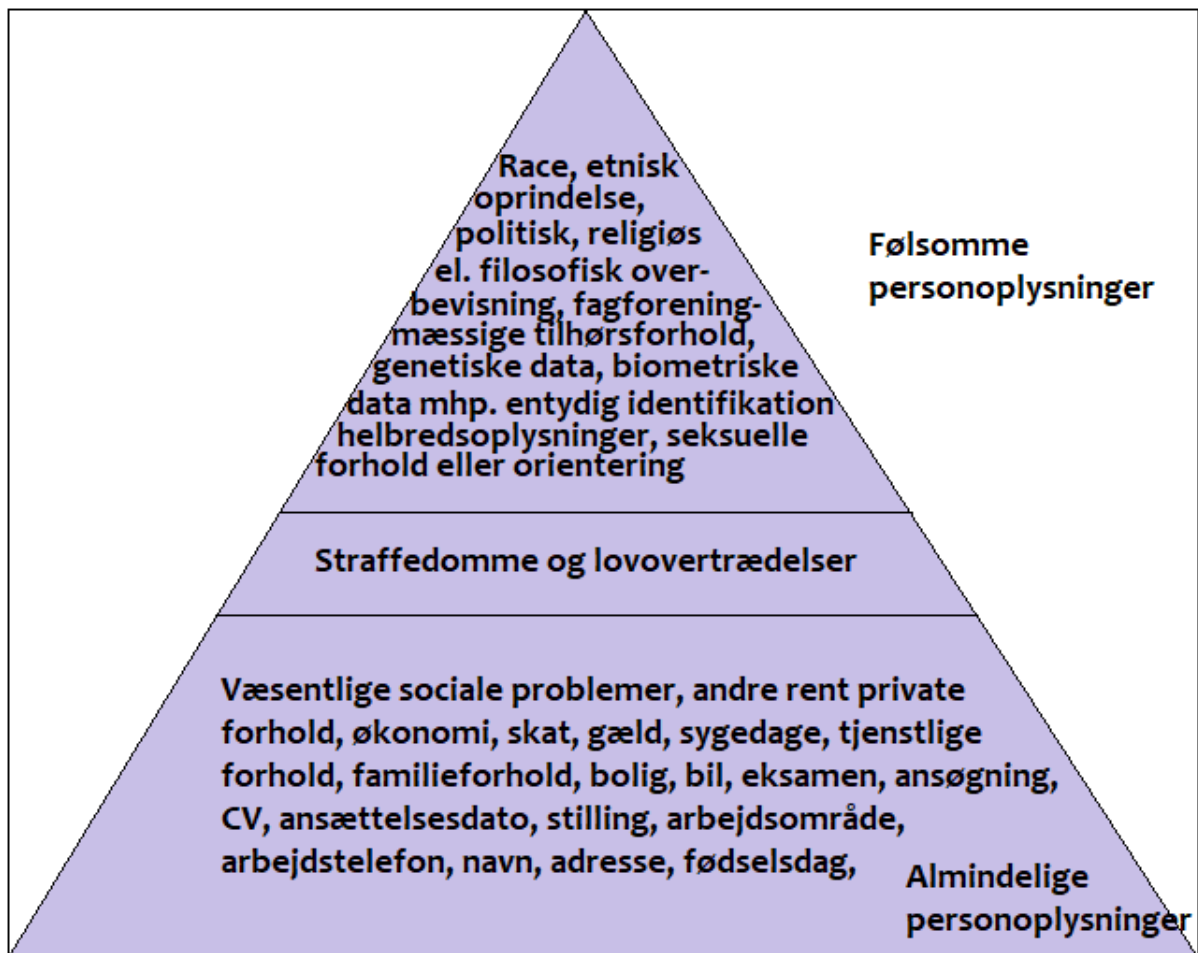 Race, etnisk
oprindelse,
politisk, religiøs
el. filosofisk over-
bevisning, fagforening-
mæssige tilhørsforhold,
genetiske data, biometriske
data mhp. entydig identifikation
helbredsoplysninger, seksuelle
forhold eller orientering
Følsomme
personoplysninger
Straffedomme og lovovertrædelser
Væsentlige sociale problemer, andre rent private
forhold, økonomi, skat, gæld, sygedage, tjenstlige
forhold, familieforhold, bolig, bil, eksamen, ansøgning,
CV, ansættelsesdato, stilling, arbejdsområde,
arbejdstelefon, navn, adresse, fødselsdag,
Almindelige
personoplysninger